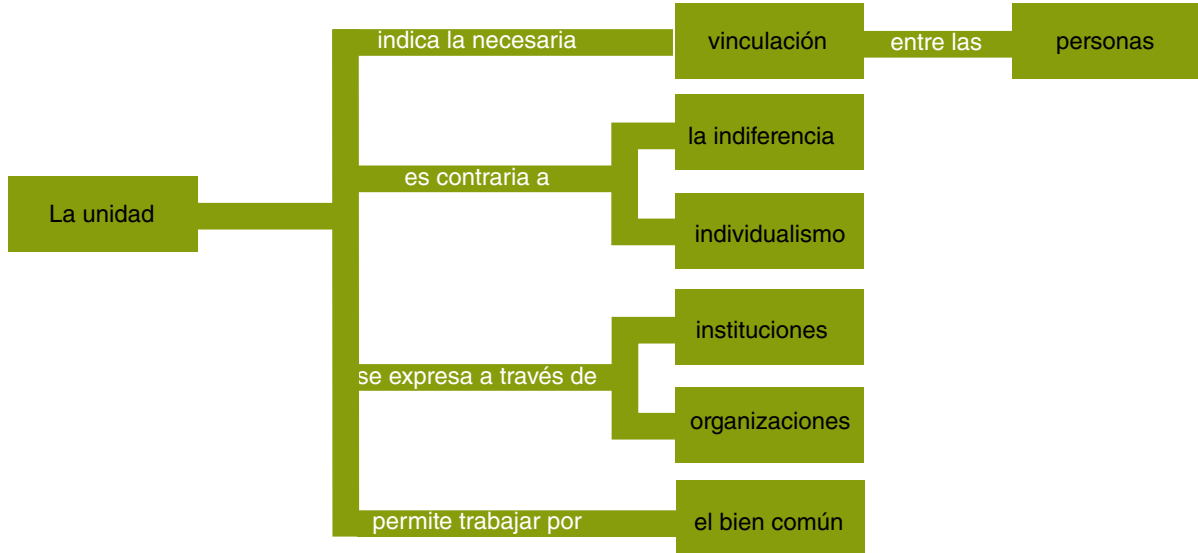 La unidad
indica la necesaria
vinculación
entre las
personas
es contraria a
la indiferencia
individualismo
se expresa a través de
instituciones
organizaciones
permite trabajar por
el bien común